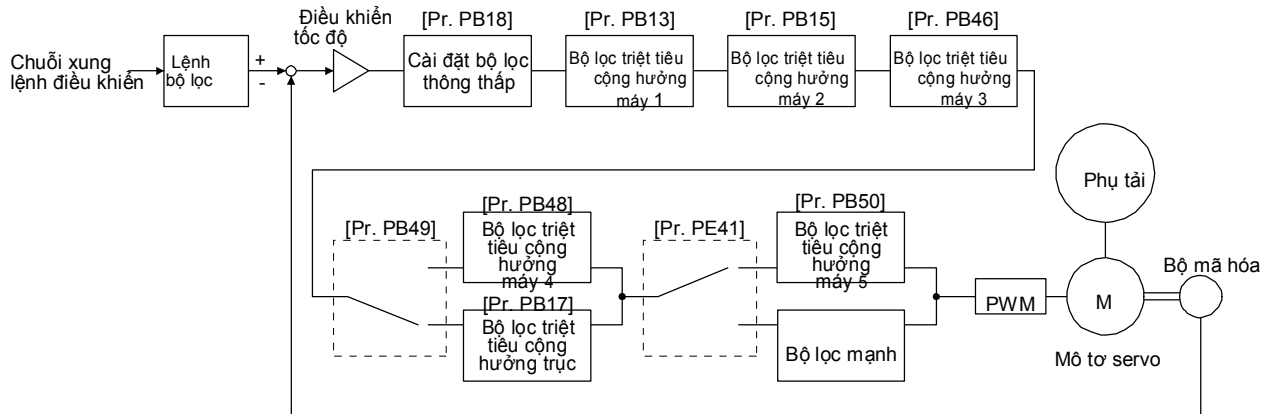 Chuỗi xung
lệnh điều khiển
Lệnh
bộ lọc
+
-
Điều khiển
tốc độ
[Pr. PB18]
Cài đặt bộ lọc
thông thấp
[Pr. PB13]
Bộ lọc triệt tiêu
cộng hưởng
máy 1
[Pr. PB15]
Bộ lọc triệt tiêu
cộng hưởng
máy 2
[Pr. PB46]
Bộ lọc triệt tiêu
cộng hưởng
máy 3
[Pr. PB49]
[Pr. PB48]
Bộ lọc triệt
tiêu cộng
hưởng
máy 4
[Pr. PB17]
Bộ lọc triệt
tiêu cộng
hưởng trục
[Pr. PE41]
[Pr. PB50]
Bộ lọc triệt
tiêu cộng
hưởng
máy 5
Bộ lọc mạnh
PWM
Phụ tải
M
Mô tơ servo
Bộ mã hóa